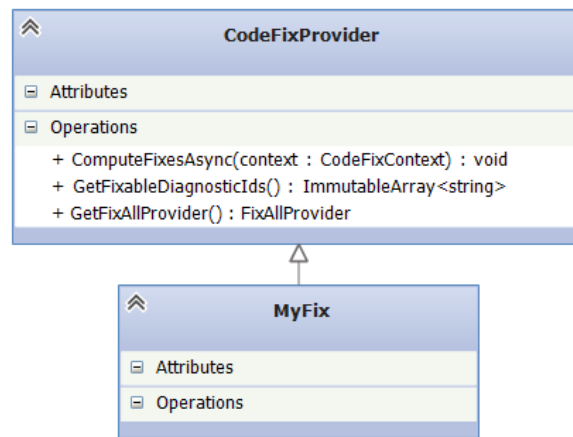 CodeFixProvider
Attributes
Operations
+ ComputeFixesAsync(context : CodeFixContext) : void
+ GetFixableDiagnosticIds() : ImmutableArray<string>
+ GetFixAllProvider() : FixAllProvider
MyFix
Attributes
Operations